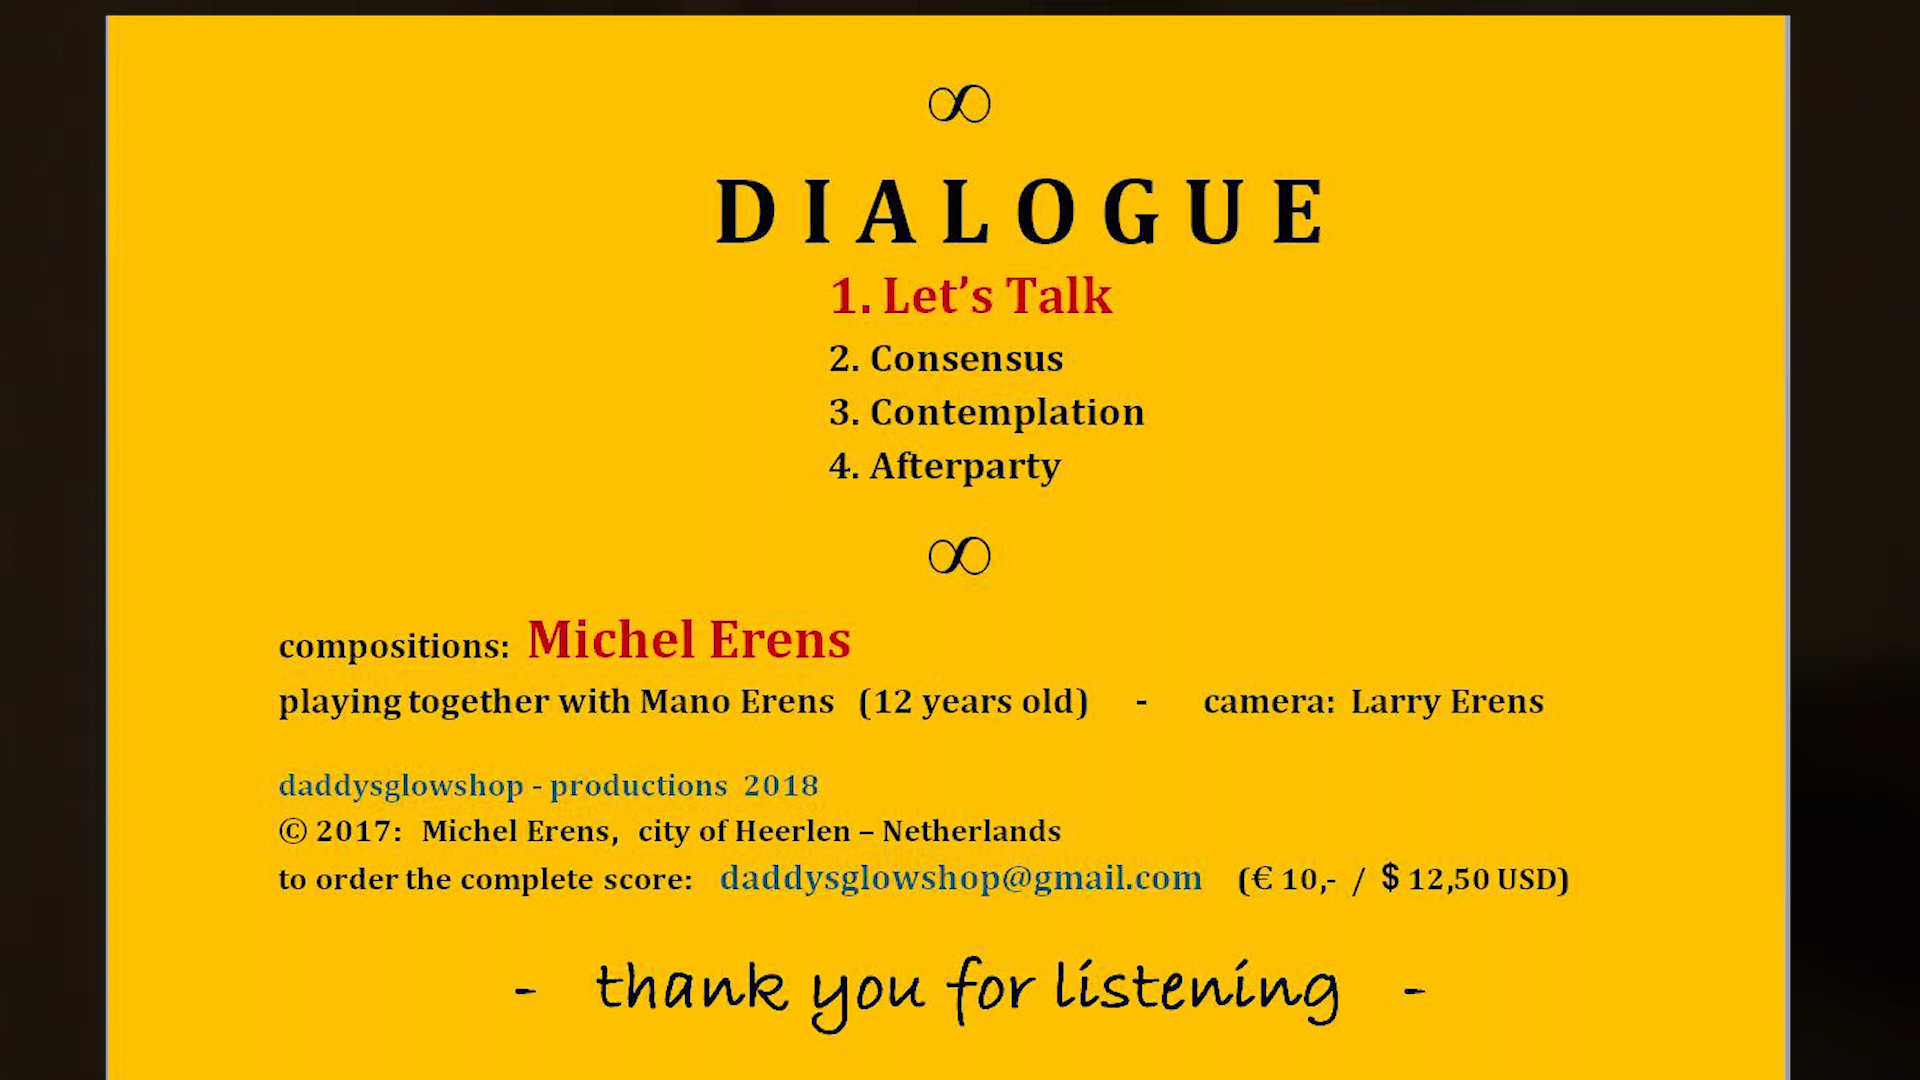 ∞
DIALOGUE
1. Let’s Talk
2. Consensus
3. Contemplation
4. Afterparty
∞
compositions: Michel Erens
playing together with Mano Erens (12 years old) - camera: Larry Erens
daddysglowshop - productions 2018
© 2017: Michel Erens, city of Heerlen – Netherlands
to order the complete score: daddysglowshop@gmail.com (€ 10,- / $ 12,50 USD)
- thank you for listening -